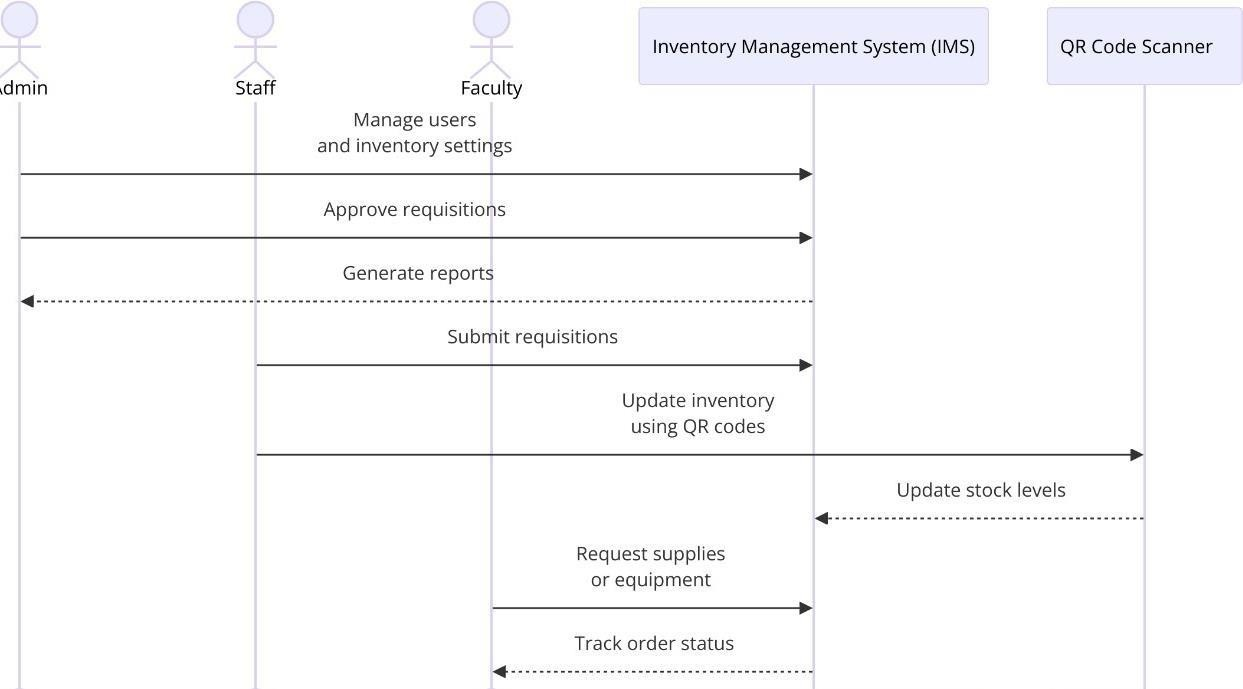 Admin
Staff
Faculty
Inventory Management System (IMS)
QR Code Scanner
Manage users
and inventory settings
Approve requisitions
Generate reports
Submit requisitions
Update inventory
using QR codes
Update stock levels
Request supplies
or equipment
Track order status